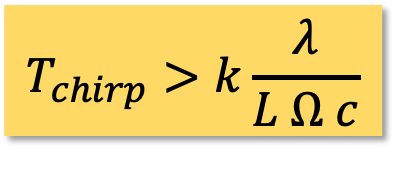 T_chirp > k λ / (L Ω c)